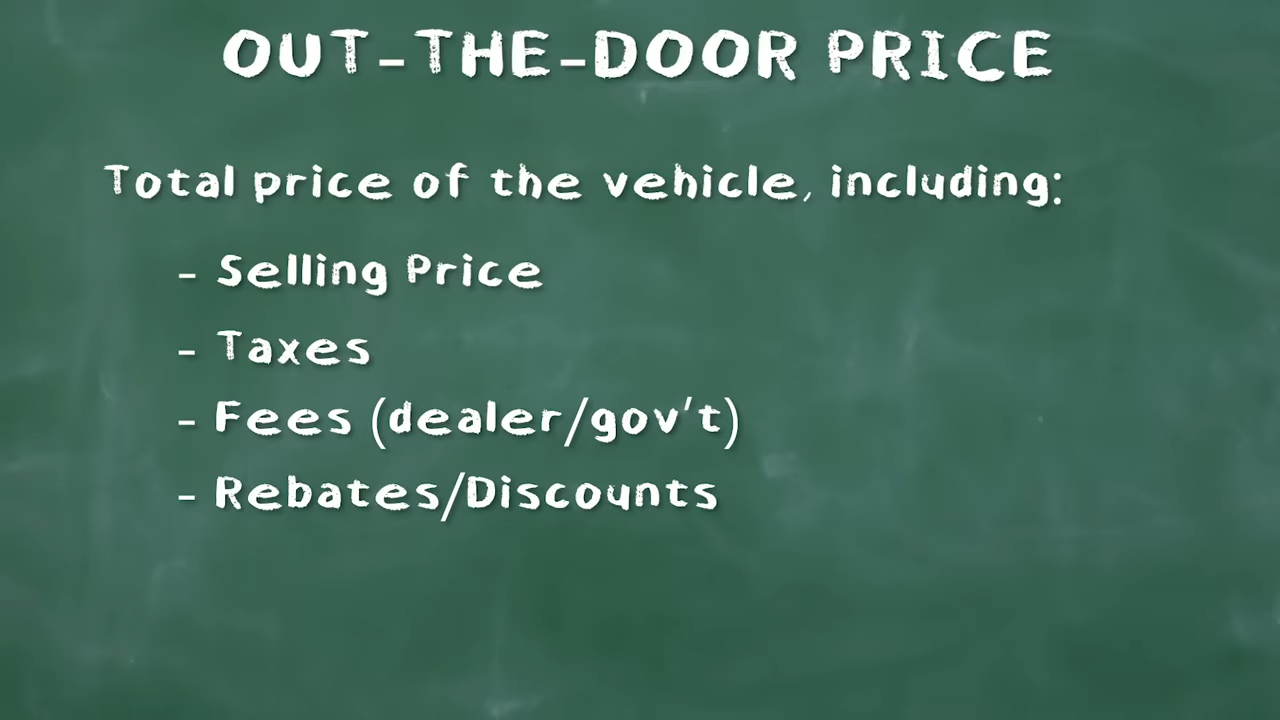 OUT-THE-DOOR PRICE
Total price of the vehicle, including:
- Selling Price
- Taxes
- Fees (dealer/gov't)
- Rebates/Discounts